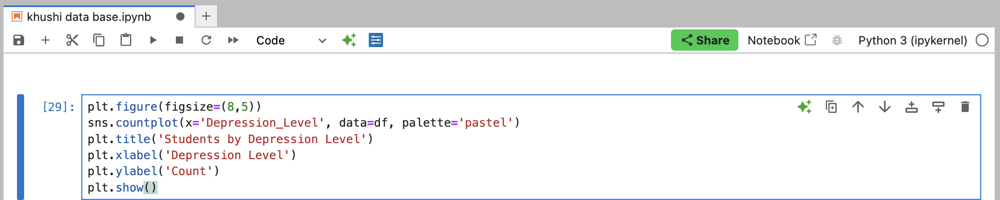 khushi data base.ipynb
Code
Share
Notebook
Python 3 (ipykernel)
[29]:
plt.figure(figsize=(8,5))
sns.countplot(x='Depression_Level', data=df, palette='pastel')
plt.title('Students by Depression Level')
plt.xlabel('Depression Level')
plt.ylabel('Count')
plt.show()